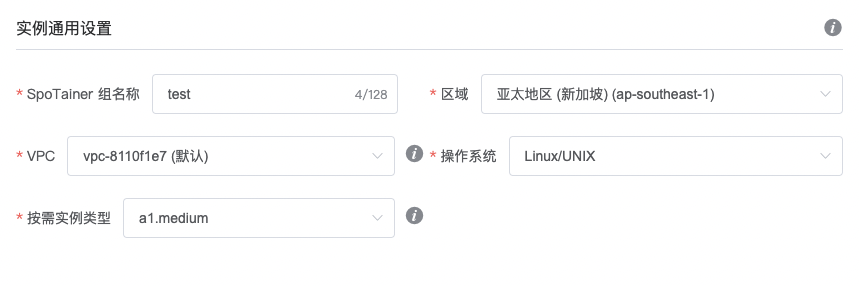 实例通用设置
* SpoTainer 组名称 test 4/128 * 区域 亚太地区 (新加坡) (ap-southeast-1)
* VPC vpc-8110f1e7 (默认) * 操作系统 Linux/UNIX
* 按需实例类型 a1.medium